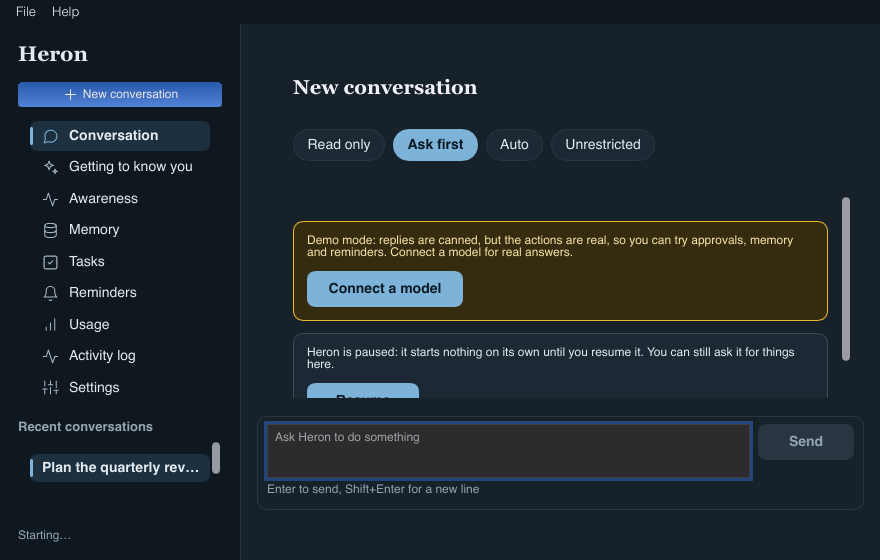 File Help
Heron
New conversation
Conversation
Getting to know you
Awareness
Memory
Tasks
Reminders
Usage
Activity log
Settings
Recent conversations
Plan the quarterly rev…
Starting…
New conversation
Read only Ask first Auto Unrestricted
Demo mode: replies are canned, but the actions are real, so you can try approvals, memory
and reminders. Connect a model for real answers.
Connect a model
Heron is paused: it starts nothing on its own until you resume it. You can still ask it for things
here.
Resume
Ask Heron to do something
Send
Enter to send, Shift+Enter for a new line